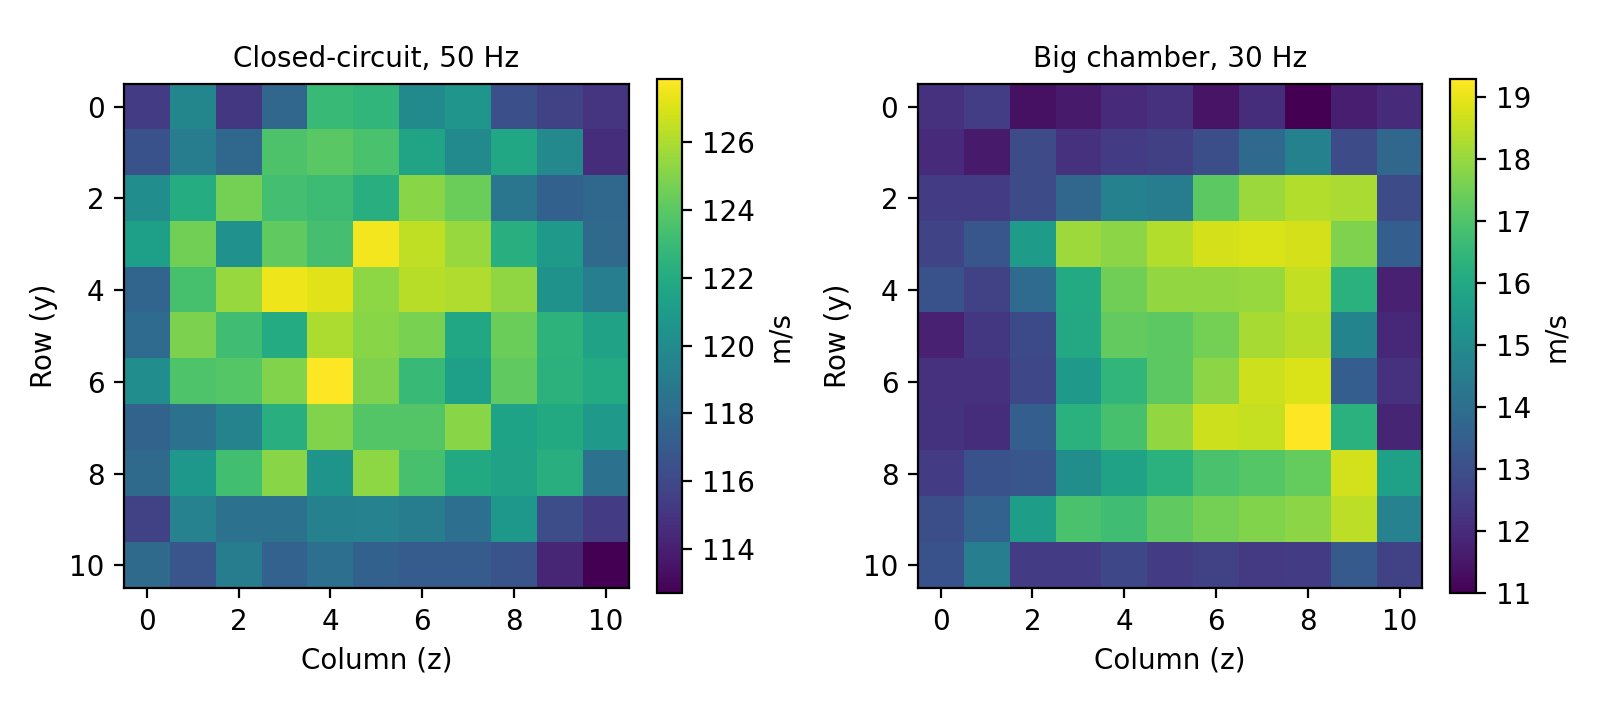 Closed-circuit, 50 Hz
Row (y)
0
2
4
6
8
10
0 2 4 6 8 10
Column (z)
126
124
122
120
118
116
114
m/s
Big chamber, 30 Hz
Row (y)
0
2
4
6
8
10
0 2 4 6 8 10
Column (z)
19
18
17
16
15
14
13
12
11
m/s